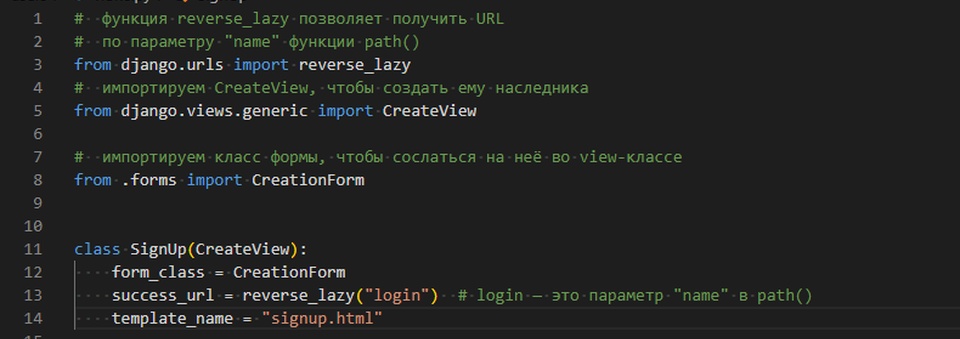 1 #  функция reverse_lazy позволяет получить URL
2 #  по параметру "name" функции path()
3 from django.urls import reverse_lazy
4 #  импортируем CreateView, чтобы создать ему наследника
5 from django.views.generic import CreateView
6
7 #  импортируем класс формы, чтобы сослаться на неё во view-классе
8 from .forms import CreationForm
9
10
11 class SignUp(CreateView):
12     form_class = CreationForm
13     success_url = reverse_lazy("login")  # login — это параметр "name" в path()
14     template_name = "signup.html"